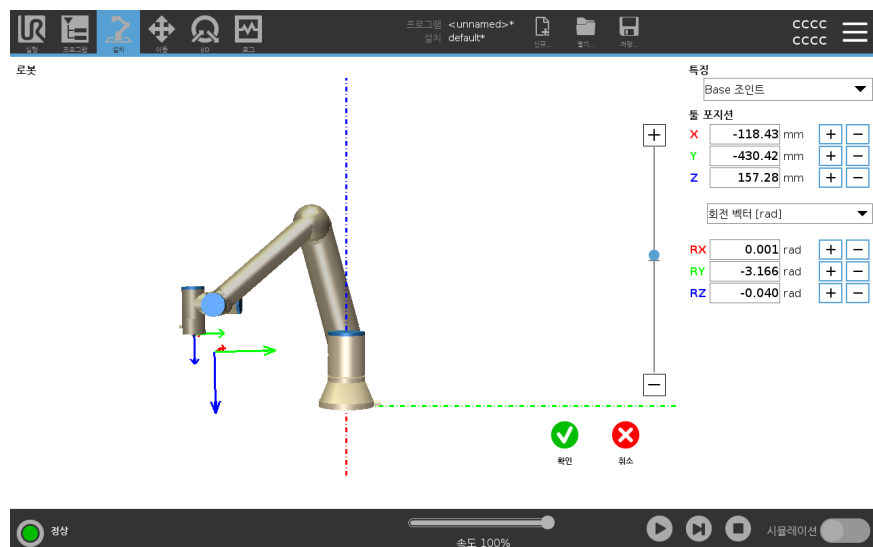 프로그램 <unnamed>*
설치 default*
CCCC
CCCC
실행
프로그램
설치
이동
I/O
로그
신규...
열기...
저장...
로봇
특징
Base 조인트
툴 포지션
X -118.43 mm + −
Y -430.42 mm + −
Z 157.28 mm + −
회전 벡터 [rad]
RX 0.001 rad + −
RY -3.166 rad + −
RZ -0.040 rad + −
확인
취소
정상
속도 100%
시뮬레이션